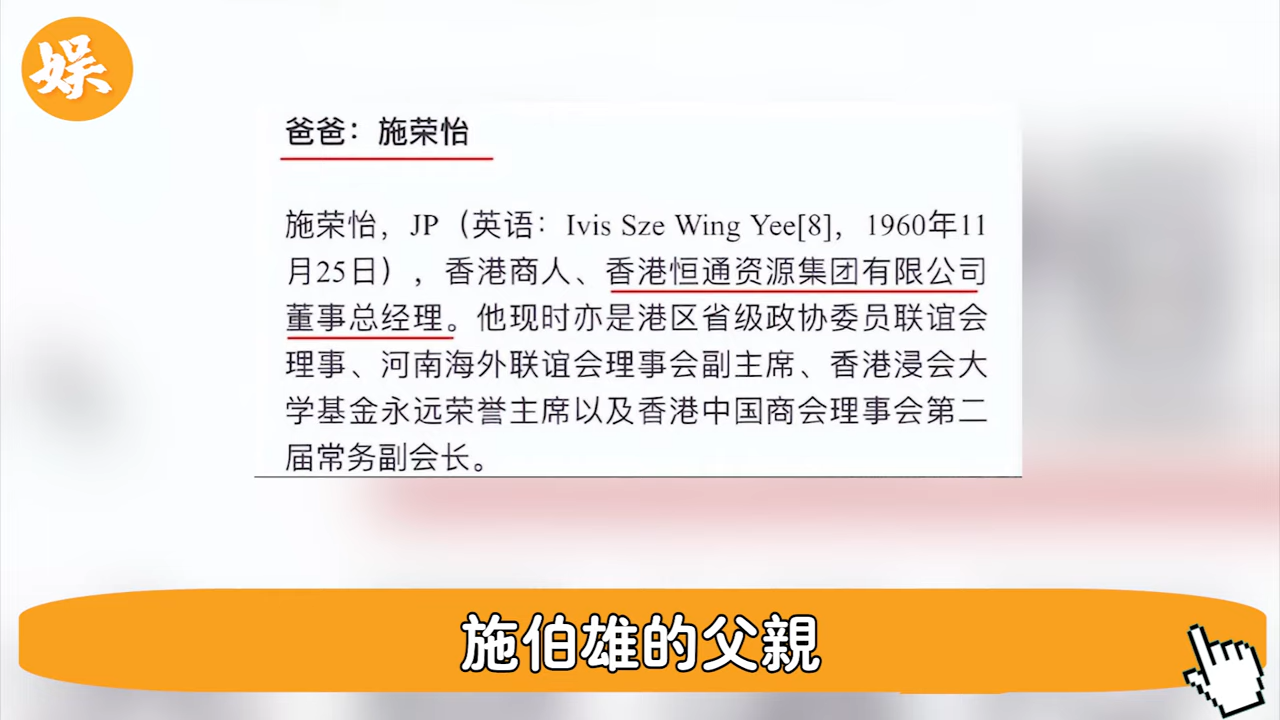 娱
爸爸：施荣怡
施荣怡，JP（英语：Ivis Sze Wing Yee[8]，1960年11
月25日），香港商人、香港恒通资源集团有限公司
董事总经理。他现时亦是港区省级政协委员联谊会
理事、河南海外联谊会理事会副主席、香港浸会大
学基金永远荣誉主席以及香港中国商会理事会第二
届常务副会长。
施伯雄的父親